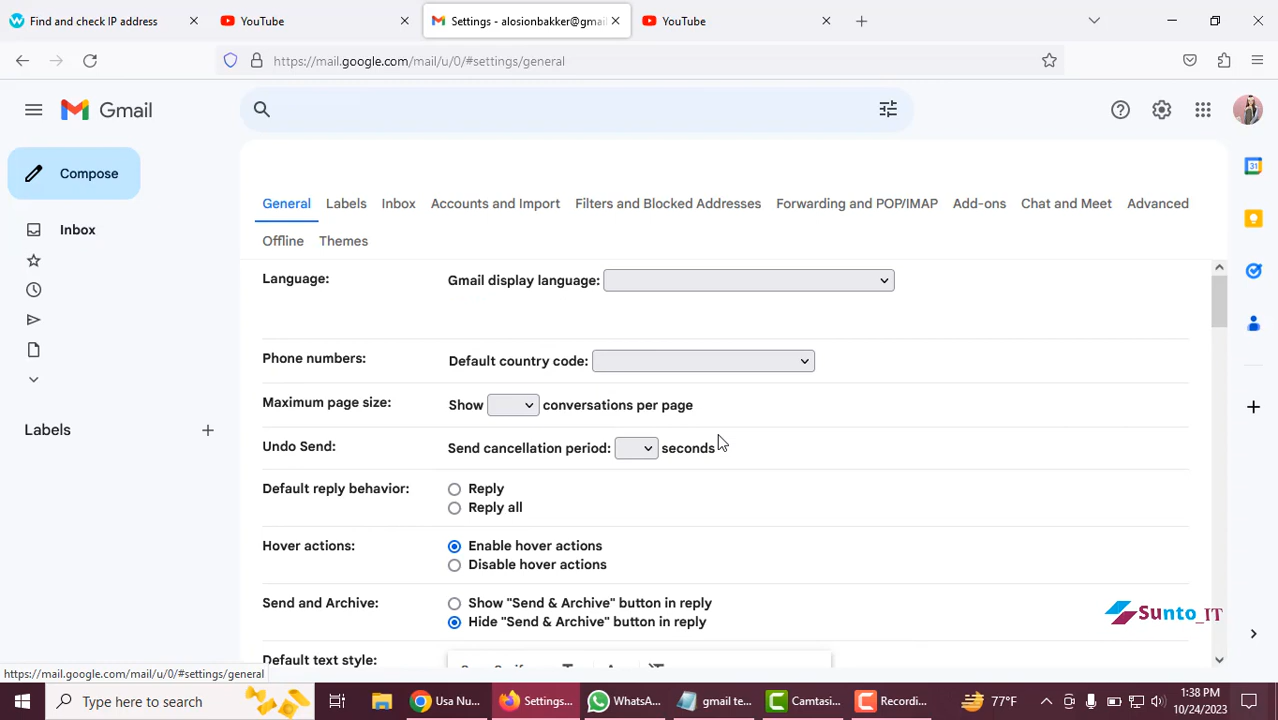 Find and check IP address
YouTube
Settings - alosionbakker@gmai
YouTube
https://mail.google.com/mail/u/0/#settings/general
Gmail
Compose
Inbox
Labels
General Labels Inbox Accounts and Import Filters and Blocked Addresses Forwarding and POP/IMAP Add-ons Chat and Meet Advanced
Offline Themes
Language: Gmail display language:
Phone numbers: Default country code:
Maximum page size: Show conversations per page
Undo Send: Send cancellation period: seconds
Default reply behavior: Reply
Reply all
Hover actions: Enable hover actions
Disable hover actions
Send and Archive: Show "Send & Archive" button in reply
Hide "Send & Archive" button in reply
Default text style:
Sunto_IT
https://mail.google.com/mail/u/0/#settings/general
Type here to search
Usa Nu...
Settings...
WhatsA...
gmail te...
Camtasi...
Recordi...
77°F
1:38 PM
10/24/2023